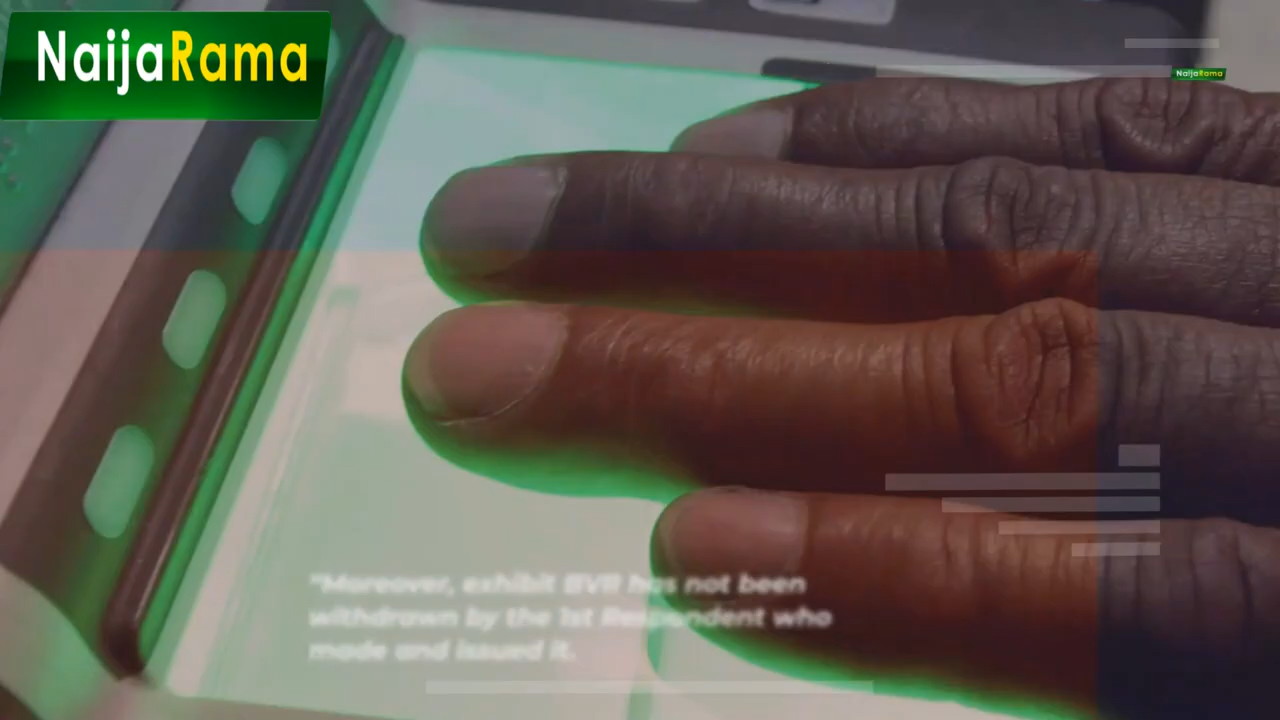 NaijaRama
NaijaRama
"Moreover, exhibit BVR has not been
withdrawn by the 1st Respondent who
made and issued it.